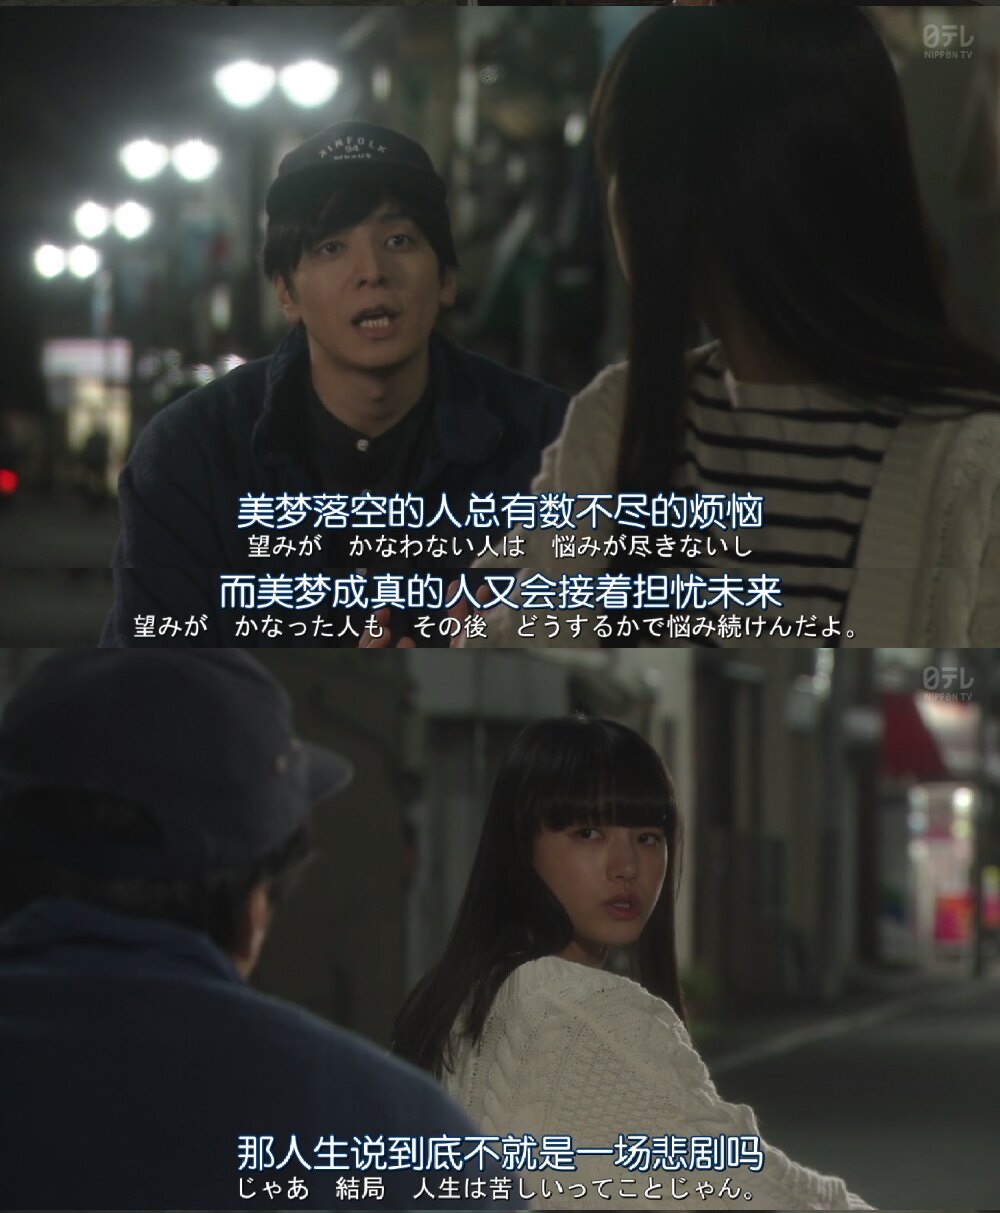 日テレ
NIPPON TV
KINFOLK
94
美梦落空的人总有数不尽的烦恼
望みが　かなわない人は　悩みが尽きないし
而美梦成真的人又会接着担忧未来
望みが　かなった人も　その後　どうするかで悩み続けんだよ。
日テレ
NIPPON TV
那人生说到底不就是一场悲剧吗
じゃあ　結局　人生は苦しいってことじゃん。